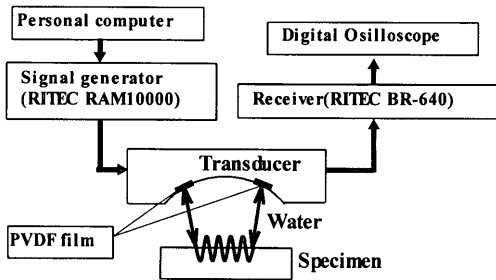 Personal computer
Digital Osilloscope
Signal generator
(RITEC RAM10000)
Receiver(RITEC BR-640)
Transducer
Water
PVDF film
Specimen